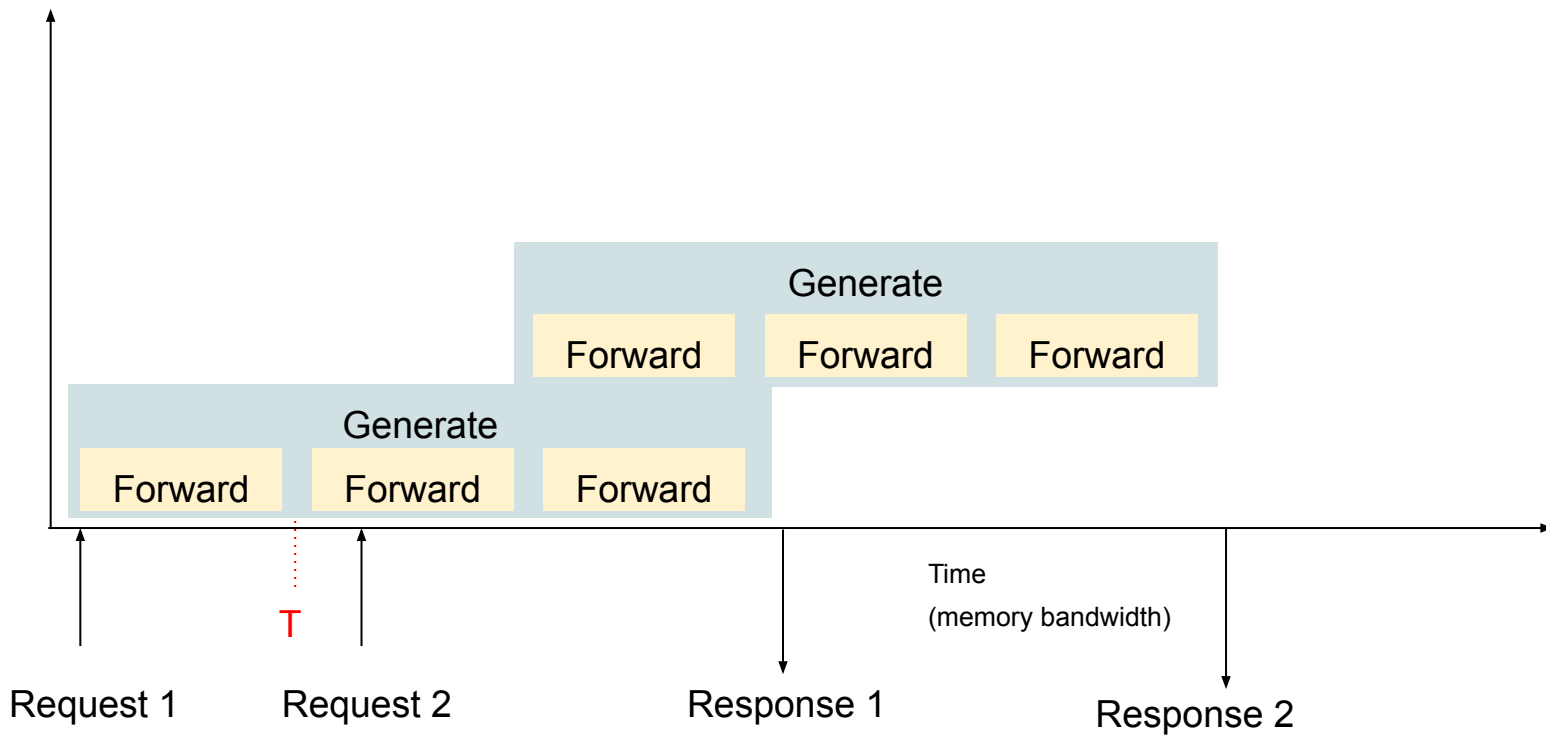 Generate
Forward Forward Forward
Generate
Forward Forward Forward
Time
(memory bandwidth)
T
Request 1 Request 2 Response 1 Response 2